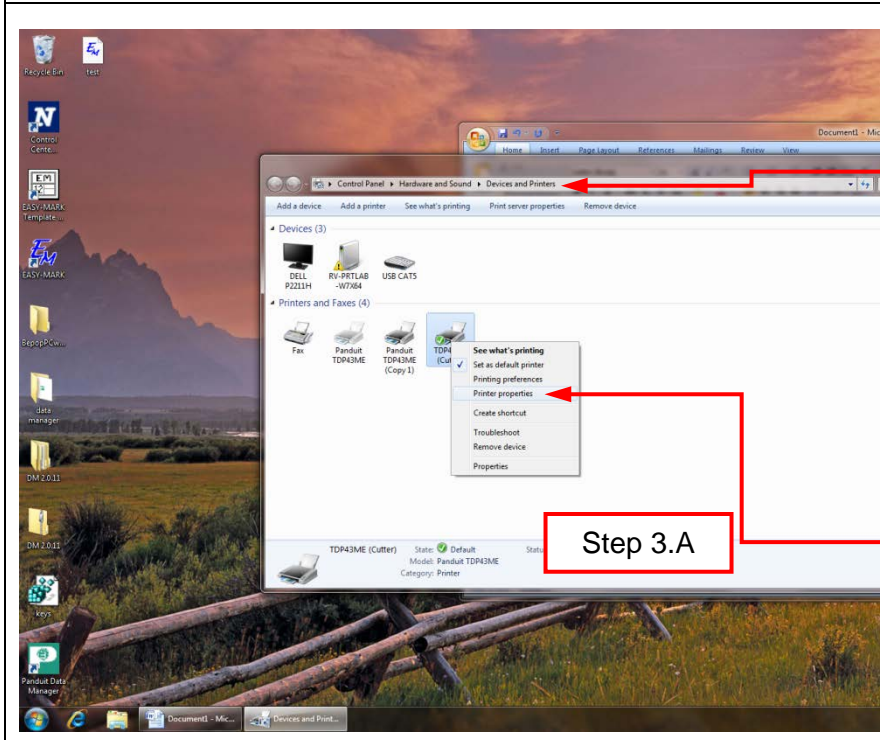 Recycle Bin
test
Control
Cente...
EASY-MARK
Template ...
EASY-MARK
BepopPCw...
data
manager
DM 2.0.11
DM 2.0.11
keys
Panduit Data
Manager
Document1 - Mic
Home Insert Page Layout References Mailings Review View
Control Panel Hardware and Sound Devices and Printers
Add a device Add a printer See what's printing Print server properties Remove device
Devices (3)
DELL
P2211H
RV-PRTLAB
-W7X64
USB CAT5
Printers and Faxes (4)
Fax
Panduit
TDP43ME
Panduit
TDP43ME
(Copy 1)
TDP4
(Cut
See what's printing
Set as default printer
Printing preferences
Printer properties
Create shortcut
Troubleshoot
Remove device
Properties
Step 3.A
TDP43ME (Cutter) State: Default Statu
Model: Panduit TDP43ME
Category: Printer
Document1 - Mic...
Devices and Print...